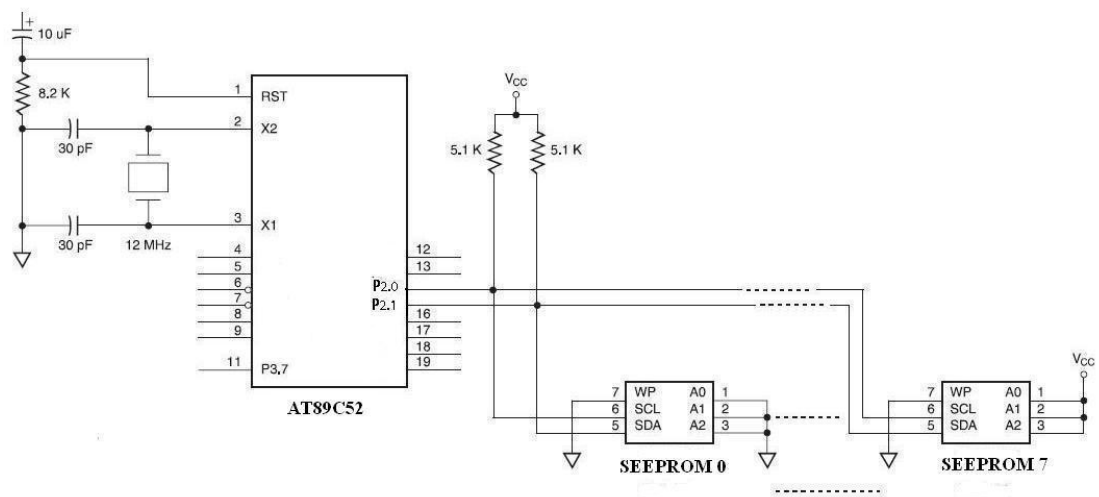 +
10 uF
8.2 K
30 pF
30 pF
12 MHz
1 RST
2 X2
3 X1
4
5
6
7
8
9
11 P3.7
12
13
P2.0
P2.1
16
17
18
19
AT89C52
VCC
5.1 K 5.1 K
7 WP A0 1
6 SCL A1 2
5 SDA A2 3
SEEPROM 0
VCC
7 WP A0 1
6 SCL A1 2
5 SDA A2 3
SEEPROM 7